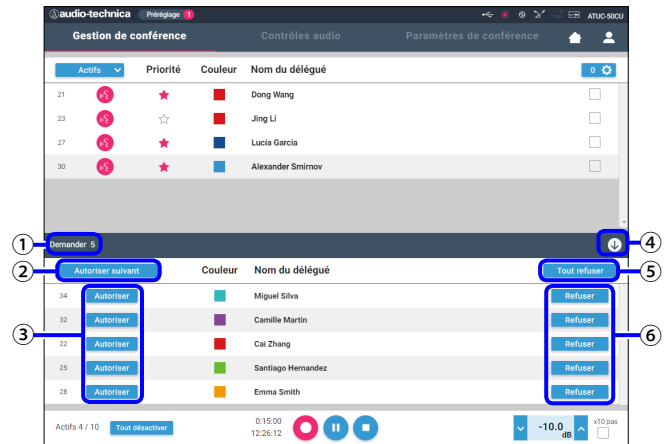 audio-technica Préréglage 1 ATUC-50CU
Gestion de conférence Contrôles audio Paramètres de conférence
Actifs Priorité Couleur Nom du délégué 0
21 Dong Wang
23 Jing Li
27 Lucía Garcia
30 Alexander Smirnov
① Demander 5 ④
② Autoriser suivant Couleur Nom du délégué Tout refuser ⑤
34 Autoriser Miguel Silva Refuser
32 Autoriser Camille Martin Refuser
③ 22 Autoriser Cai Zhang Refuser ⑥
25 Autoriser Santiago Hernandez Refuser
28 Autoriser Emma Smith Refuser
Actifs 4 / 10 Tout désactiver 0:15:00 -10.0 dB x10 pas
12:26:12